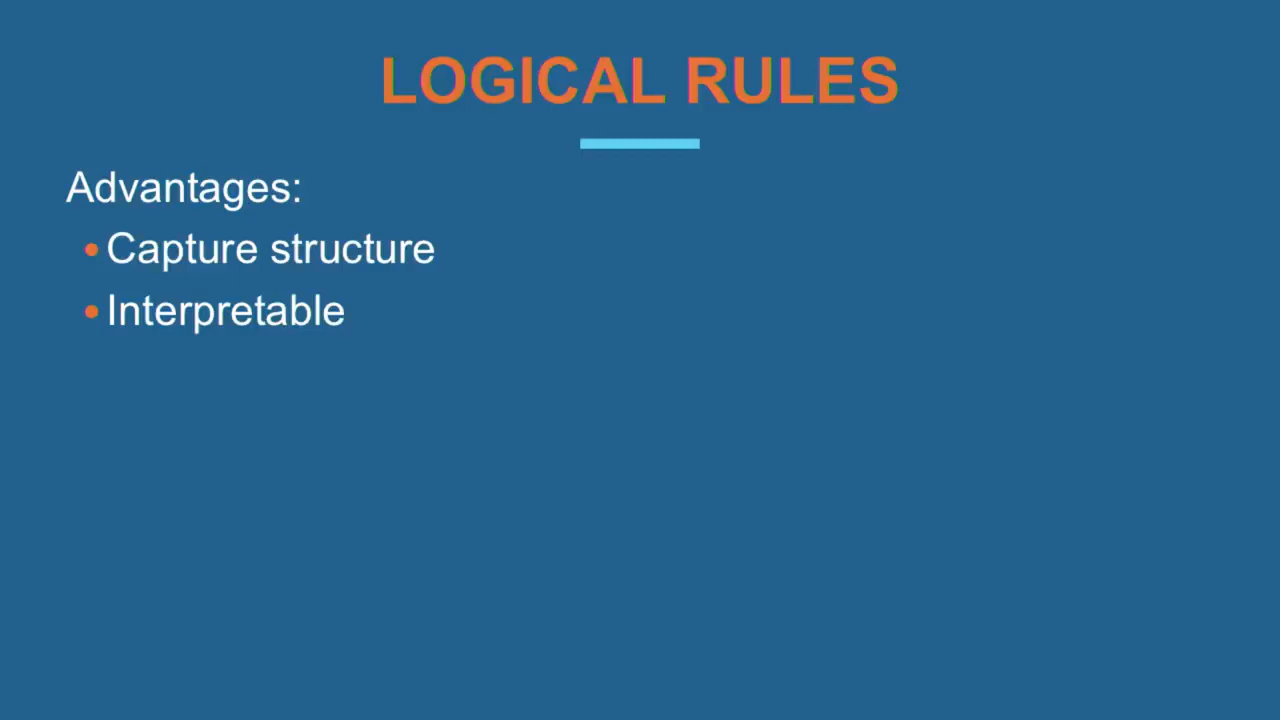 LOGICAL RULES
Advantages:
• Capture structure
• Interpretable